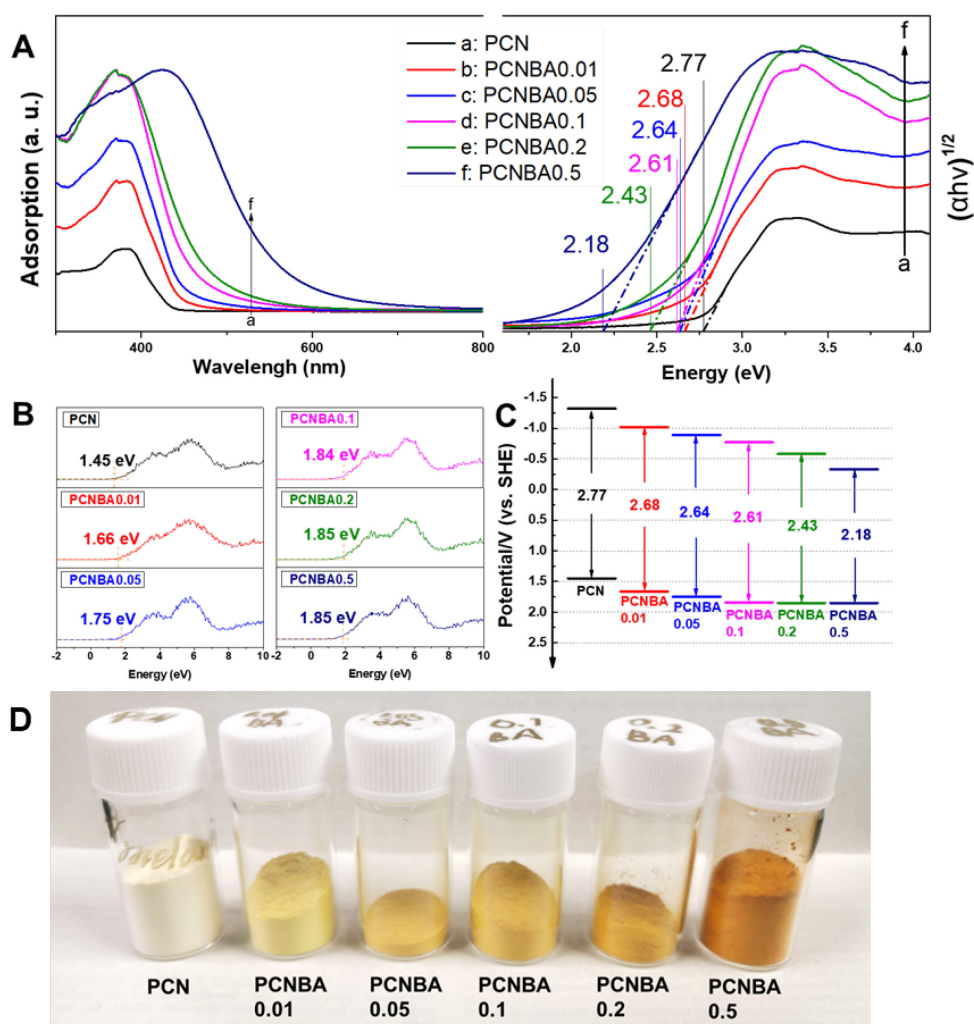 A
Adsorption (a. u.)
400
600
800
Wavelengh (nm)
f
a
a: PCN
b: PCNBA0.01
c: PCNBA0.05
d: PCNBA0.1
e: PCNBA0.2
f: PCNBA0.5
2.77
2.68
2.64
2.61
2.43
2.18
f
a
(αhν)1/2
2.0
2.5
3.0
3.5
4.0
Energy (eV)
B
PCN
1.45 eV
PCNBA0.01
1.66 eV
PCNBA0.05
1.75 eV
-2
0
2
4
6
8
10
Energy (eV)
PCNBA0.1
1.84 eV
PCNBA0.2
1.85 eV
PCNBA0.5
1.85 eV
-2
0
2
4
6
8
10
Energy (eV)
C
Potential/V (vs. SHE)
-1.5
-1.0
-0.5
0.0
0.5
1.0
1.5
2.0
2.5
2.77
2.68
2.64
2.61
2.43
2.18
PCN
PCNBA
0.01
PCNBA
0.05
PCNBA
0.1
PCNBA
0.2
PCNBA
0.5
D
PCN
BA
0.1
BA
0.2
BA
BA
PCN
PCNBA
0.01
PCNBA
0.05
PCNBA
0.1
PCNBA
0.2
PCNBA
0.5